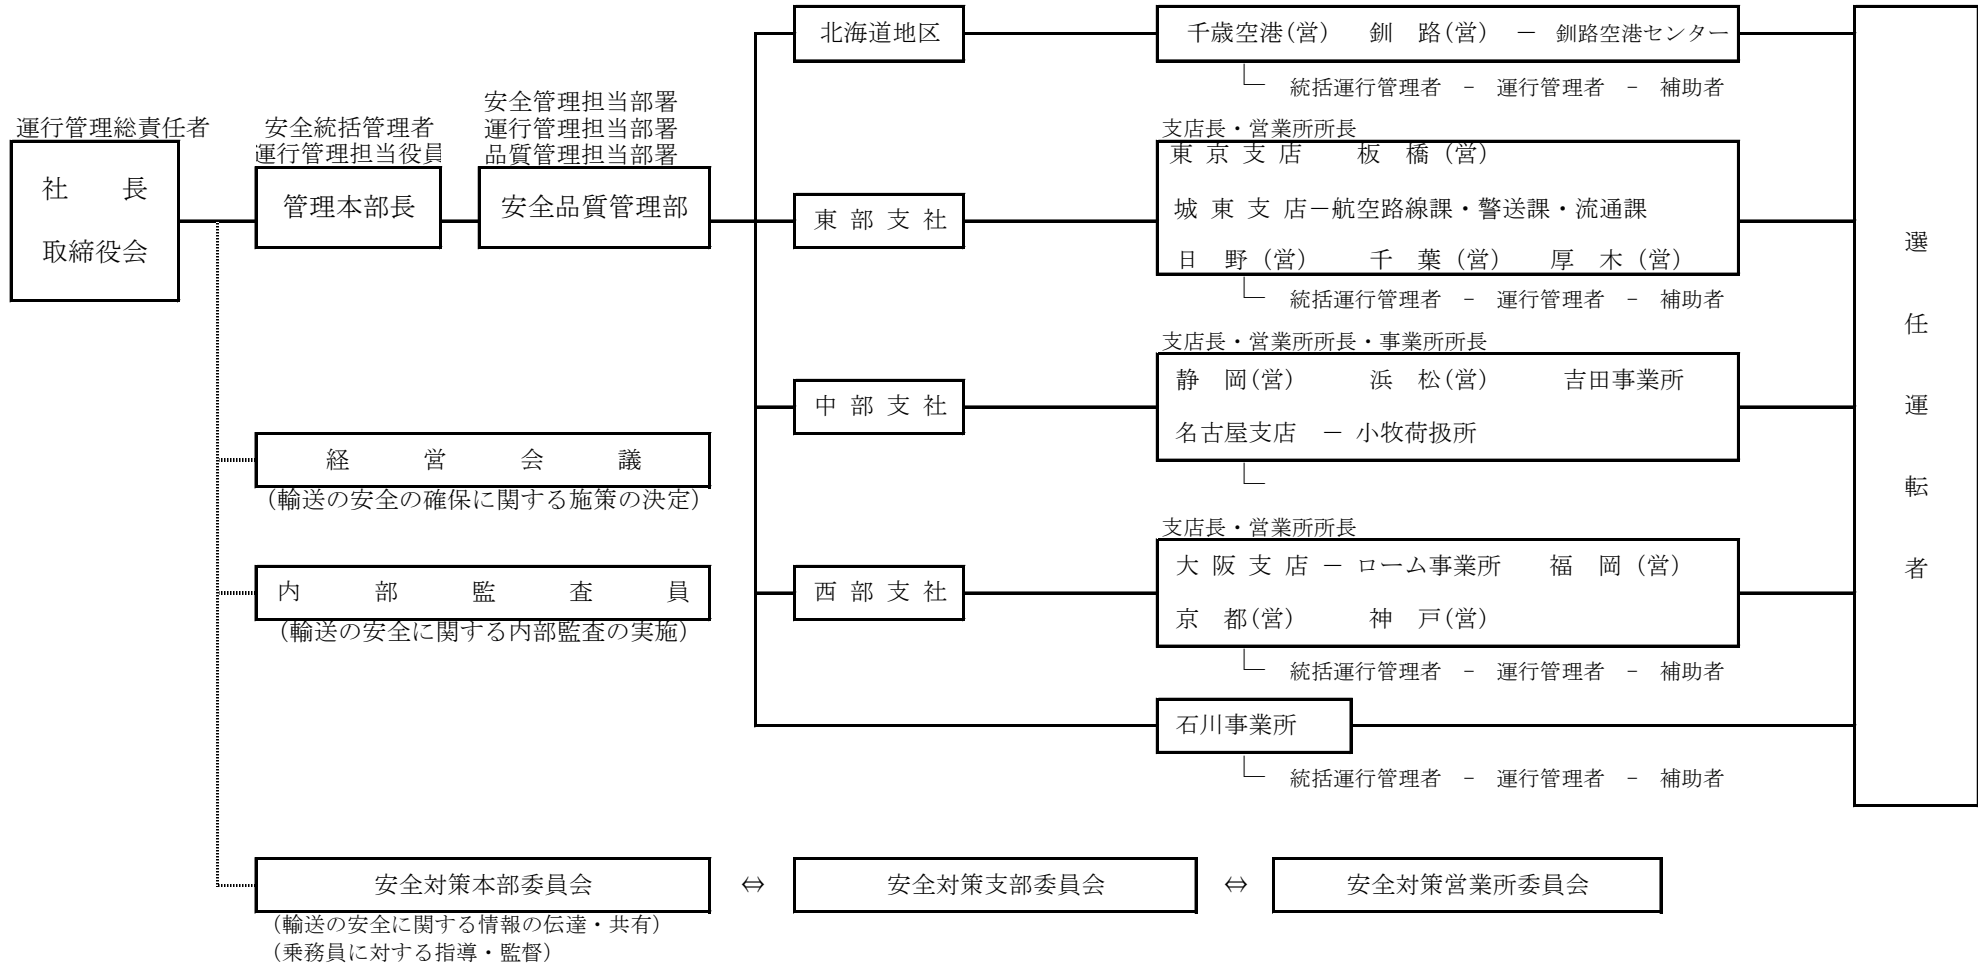 運行管理総責任者
社　　長
取締役会
安全統括管理者
運行管理担当役員
管理本部長
安全管理担当部署
運行管理担当部署
品質管理担当部署
安全品質管理部
北海道地区
千歳空港(営)　釧　路(営)　－　釧路空港センター
統括運行管理者　-　運行管理者　-　補助者
支店長・営業所所長
東部支社
東京支店　板橋(営)
城東支店－航空路線課・警送課・流通課
日　野(営)　千　葉(営)　厚　木(営)
統括運行管理者　-　運行管理者　-　補助者
支店長・営業所所長・事業所所長
中部支社
静　岡(営)　浜　松(営)　吉田事業所
名古屋支店　－　小牧荷扱所
支店長・営業所所長
西部支社
大阪支店－ローム事業所　福　岡(営)
京　都(営)　神　戸(営)
統括運行管理者　-　運行管理者　-　補助者
石川事業所
統括運行管理者　-　運行管理者　-　補助者
選任運転者
経営会議
(輸送の安全の確保に関する施策の決定)
内部監査員
(輸送の安全に関する内部監査の実施)
安全対策本部委員会　⇔　安全対策支部委員会　⇔　安全対策営業所委員会
(輸送の安全に関する情報の伝達・共有)
(乗務員に対する指導・監督)